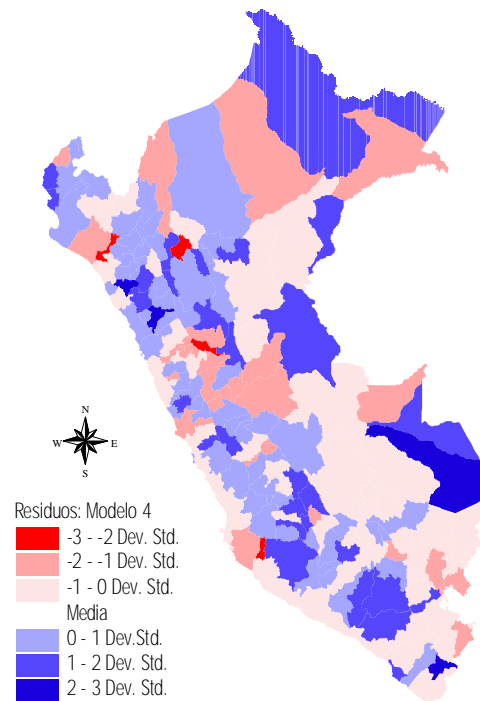 N
W E
S
Residuos: Modelo 4
-3 - -2 Dev. Std.
-2 - -1 Dev. Std.
-1 - 0 Dev. Std.
Media
0 - 1 Dev.Std.
1 - 2 Dev. Std.
2 - 3 Dev. Std.